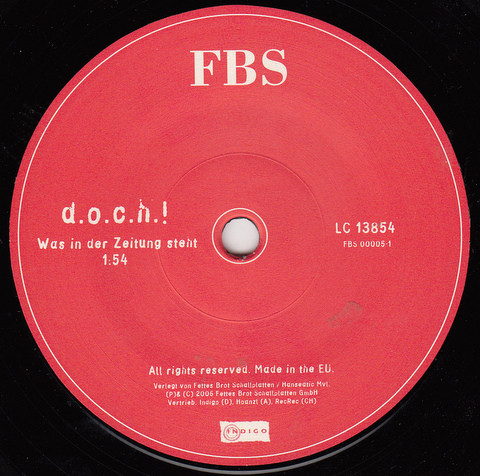 FBS
d.o.c.h.!
Was in der Zeitung steht
1:54
LC 13854
FBS 00005-1
All rights reserved. Made in the EU.
Verlegt von Fettes Brot Schallplatten / Hanseatic Mvl.
(P)& (C) 2006 Fettes Brot Schallplatten GmbH
Vertrieb: Indigo (D), Hoanzl (A), RecRec (CH)
INDIGO